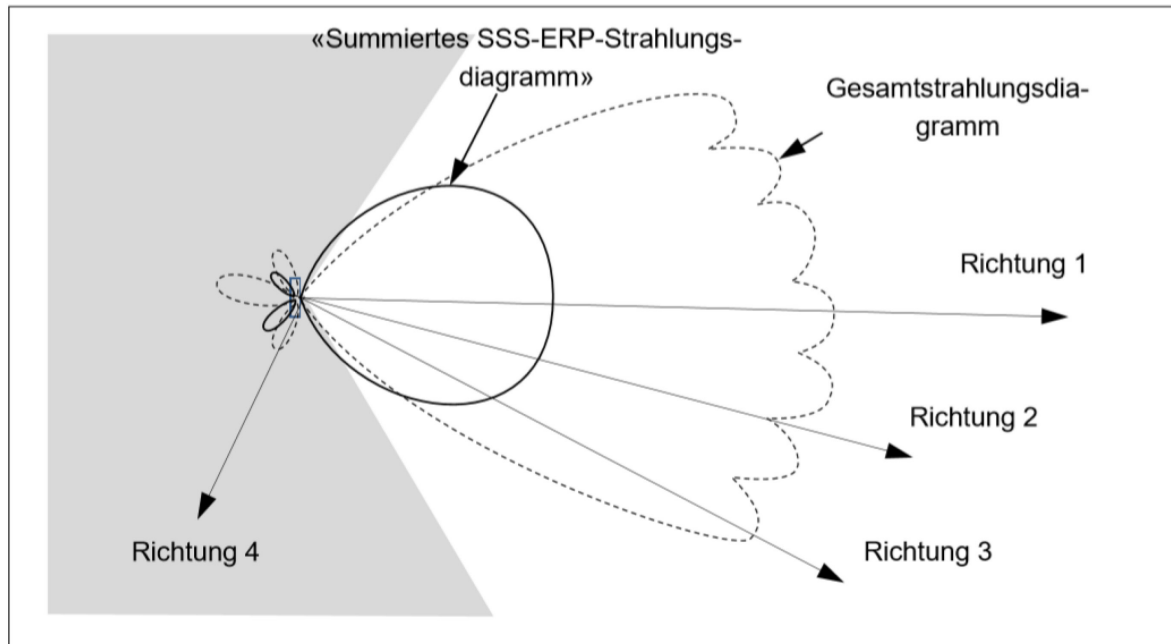 «Summiertes SSS-ERP-Strahlungs-
diagramm»
Gesamtstrahlungsdia-
gramm
Richtung 1
Richtung 2
Richtung 3
Richtung 4